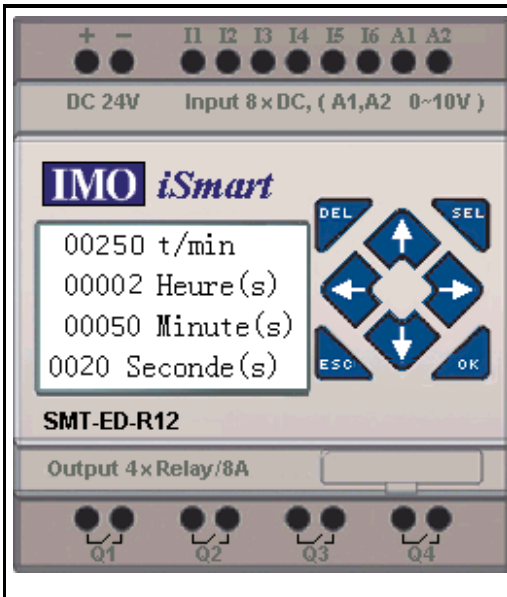 + − I1 I2 I3 I4 I5 I6 A1 A2
DC 24V Input 8×DC, ( A1,A2 0~10V )
IMO iSmart
DEL SEL
00250 t/min
00002 Heure(s)
00050 Minute(s)
0020 Seconde(s)
ESC OK
SMT-ED-R12
Output 4×Relay/8A
Q1 Q2 Q3 Q4